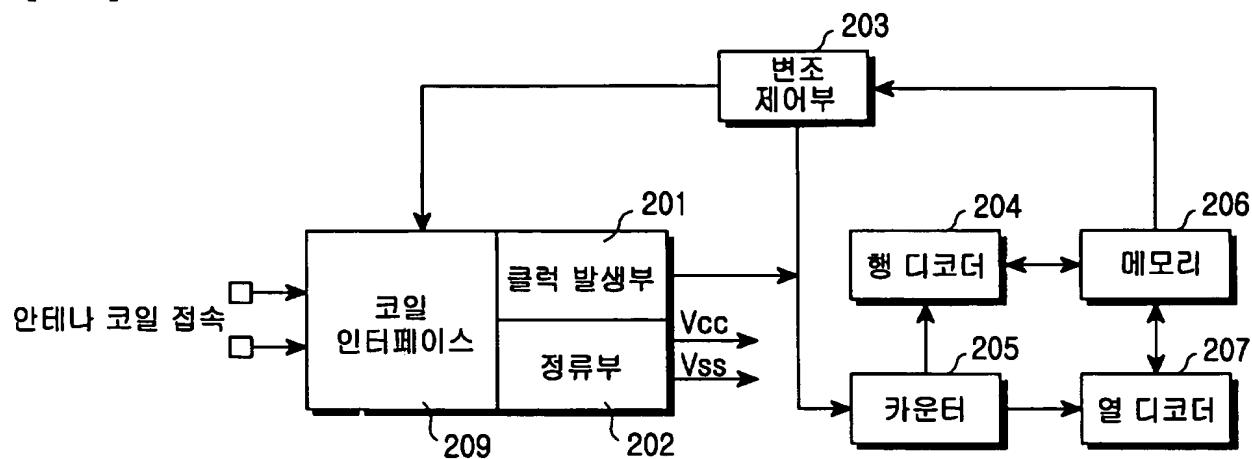 203
변조
제어부
201
클럭 발생부
204
행 디코더
206
메모리
안테나 코일 접속
코일
인터페이스
Vcc
정류부
Vss
205
카운터
207
열 디코더
209
202